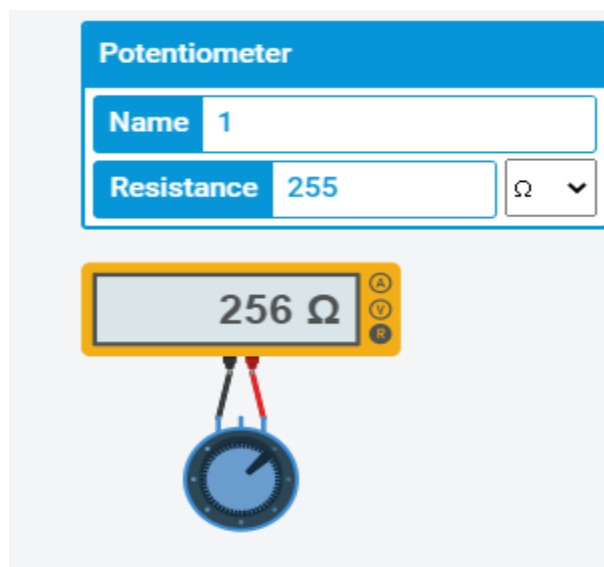 Potentiometer
Name 1
Resistance 255 Ω
256 Ω
A
V
R